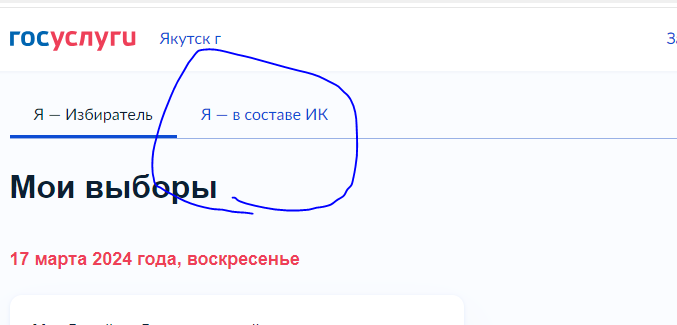 госуслуги Якутск г
Я — Избиратель Я — в составе ИК
Мои выборы
17 марта 2024 года, воскресенье